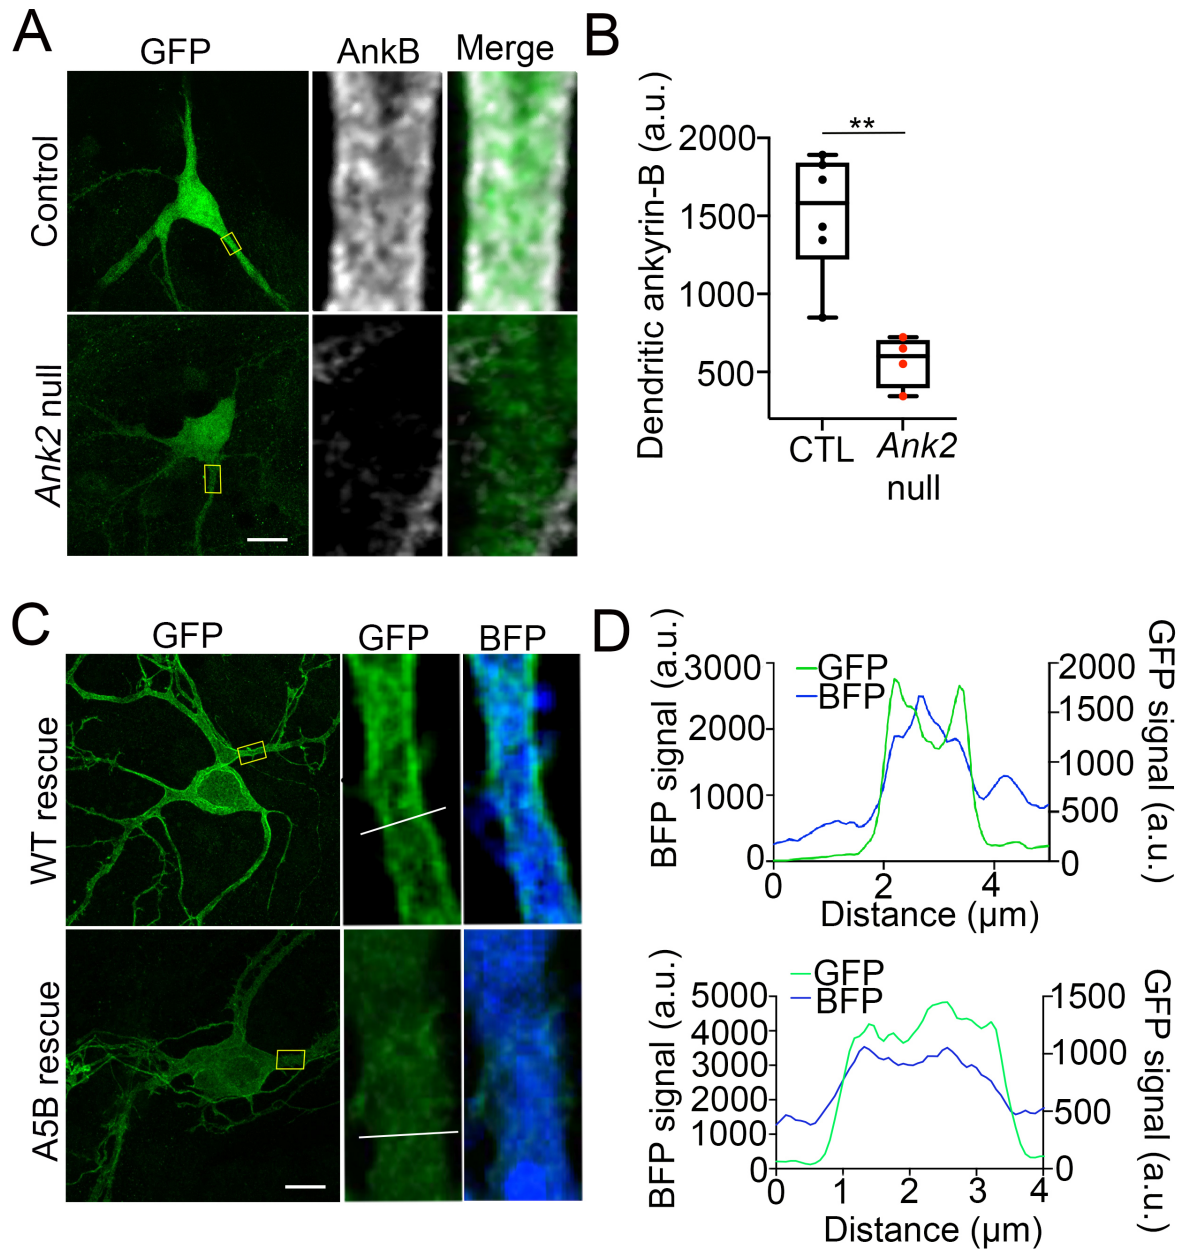 A
GFP
AnkB
Merge
Control
Ank2 null
B
Dendritic ankyrin-B (a.u.)
2000
1500
1000
500
**
CTL
Ank2
null
C
GFP
GFP
BFP
WT rescue
A5B rescue
D
BFP signal (a.u.)
3000
2000
1000
0
GFP
BFP
2000
1500
1000
500
0
GFP signal (a.u.)
0
2
4
Distance (µm)
BFP signal (a.u.)
5000
4000
3000
2000
1000
0
GFP
BFP
1500
1000
500
0
GFP signal (a.u.)
0
1
2
3
4
Distance (µm)